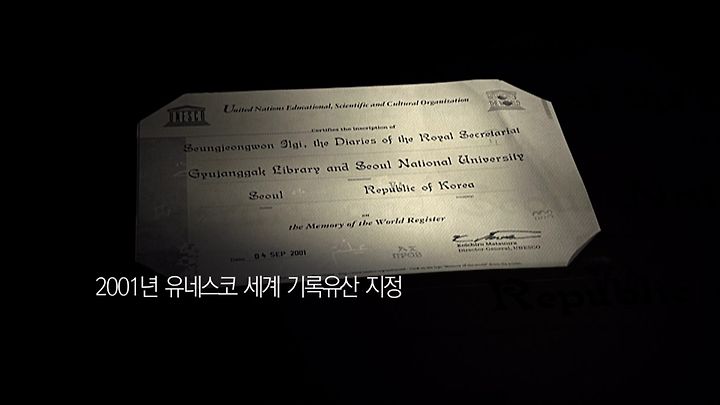 UNESCO
United Nations Educational, Scientific and Cultural Organization
Certifies the inscription of
Seungjeongwon Ilgi, the Diaries of the Royal Secretariat
Gyujanggak Library and Seoul National University
Seoul Republic of Korea
on
the Memory of the World Register
Koichiro Matsuura
Date 04 SEP 2001 Director-General, UNESCO
2001년 유네스코 세계 기록유산 지정
Republic